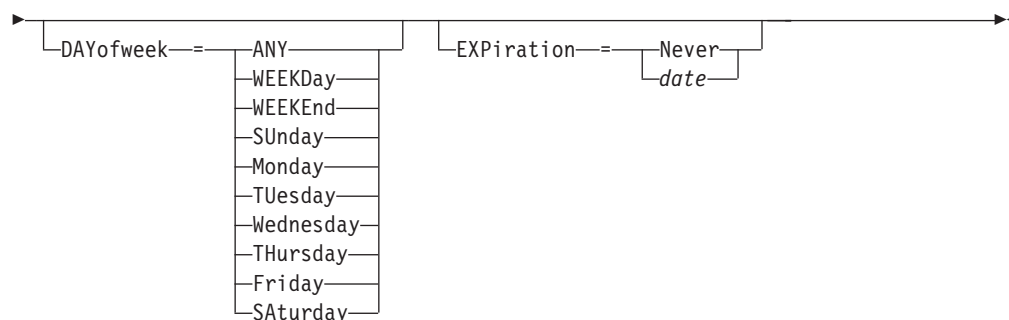 DAYofweek = ANY EXPiration = Never
WEEKDay date
WEEKEnd
SUnday
Monday
TUesday
Wednesday
THursday
Friday
SAturday